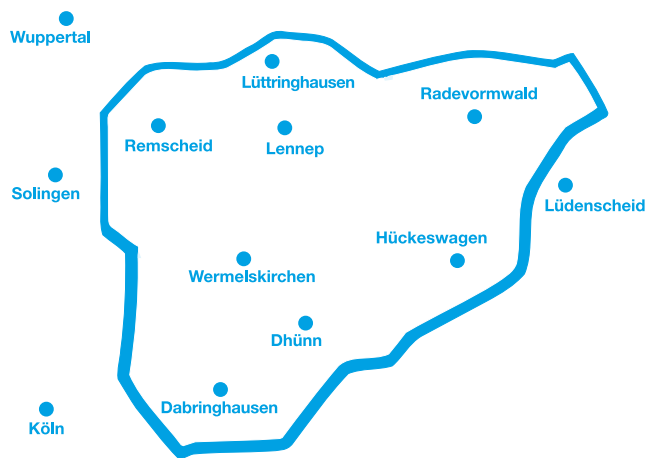 Wuppertal
Lüttringhausen
Radevormwald
Remscheid
Lennep
Solingen
Lüdenscheid
Hückeswagen
Wermelskirchen
Dhünn
Dabringhausen
Köln